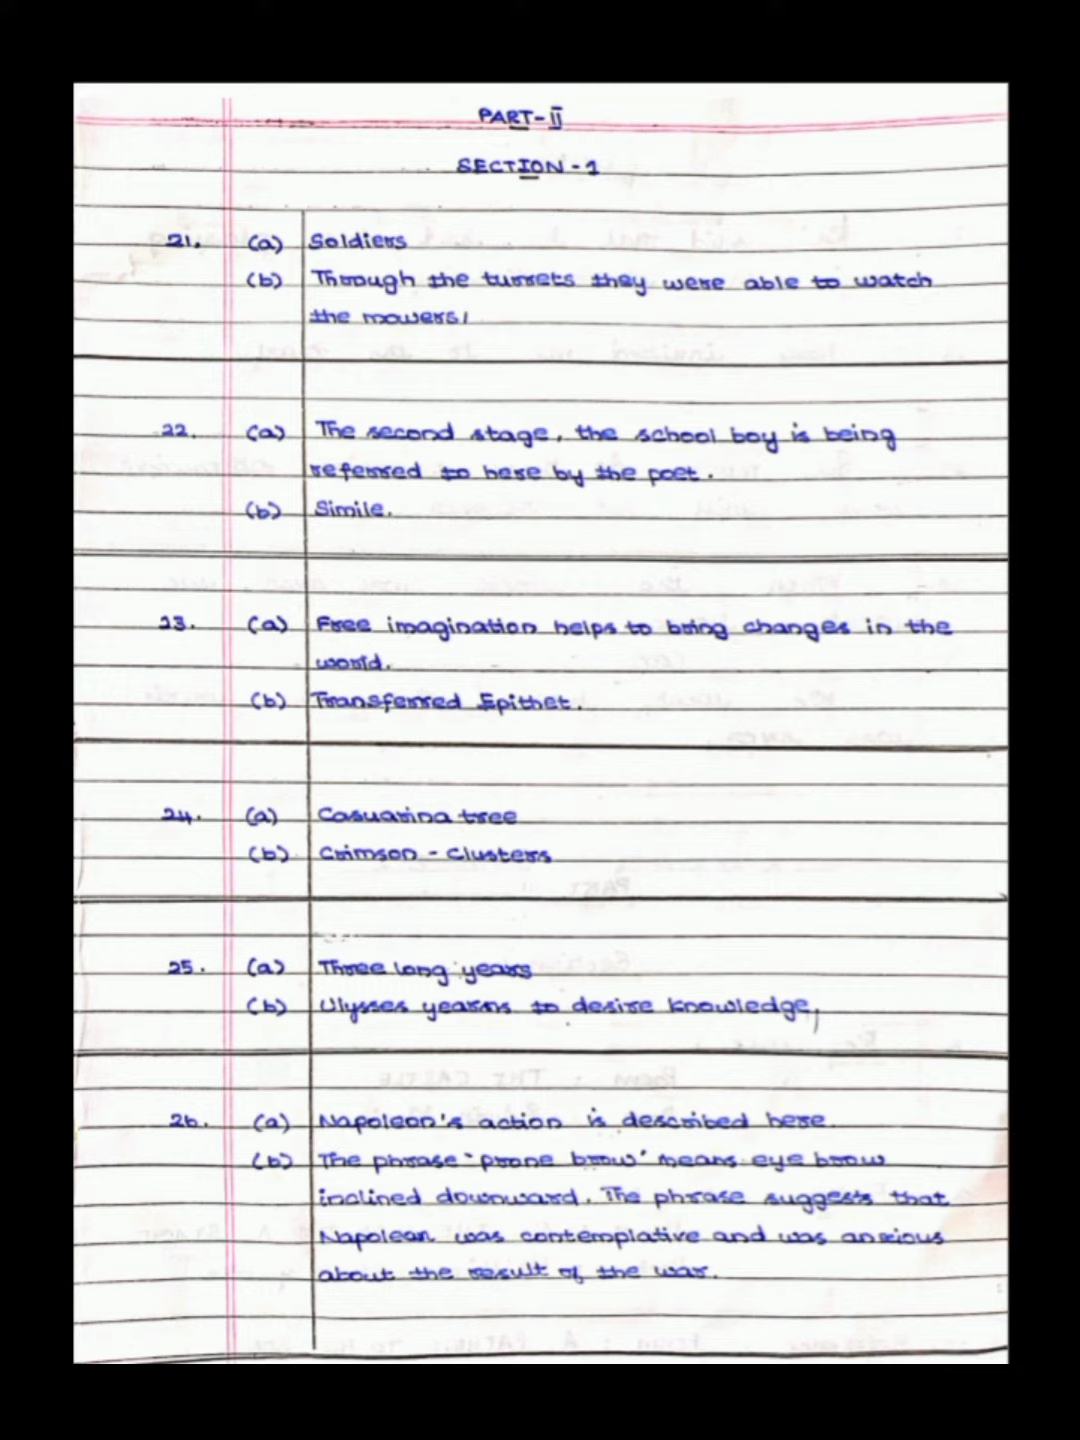 PART-II
SECTION-1
21. (a) Soldiers
(b) Through the turrets they were able to watch
the mowers.
22. (a) The second stage, the school boy is being
referred to here by the poet.
(b) Simile.
23. (a) Free imagination helps to bring changes in the
world.
(b) Transferred Epithet.
24. (a) Casuarina tree
(b) Crimson - Clusters
25. (a) Three long years
(b) Ulysses yearns to desire knowledge,
26. (a) Napoleon's action is described here.
(b) The phrase "prone brow" means eye brow
inclined downward. The phrase suggests that
Napolean was contemplative and was anxious
about the result of the war.